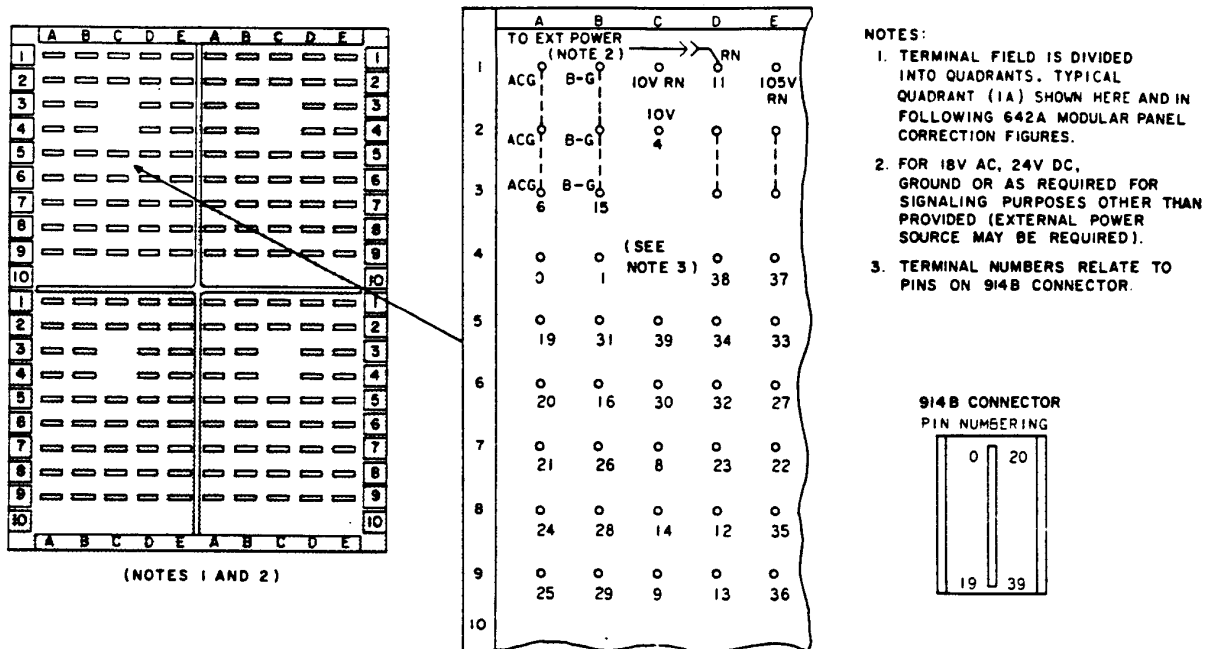 A B C D E A B C D E
1 1
2 2
3 3
4 4
5 5
6 6
7 7
8 8
9 9
10 10
1 1
2 2
3 3
4 4
5 5
6 6
7 7
8 8
9 9
10 10
A B C D E A B C D E
(NOTES 1 AND 2)
A B C D E
TO EXT POWER
(NOTE 2) RN
1 ACG B-G 10V RN 11 105V
RN
10V
2 ACG B-G 4
3 ACG B-G
6 15
4 (SEE
NOTE 3)
0 1 38 37
5
19 31 39 34 33
6
20 16 30 32 27
7
21 26 8 23 22
8
24 28 14 12 35
9
25 29 9 13 36
10
NOTES:
1. TERMINAL FIELD IS DIVIDED
INTO QUADRANTS. TYPICAL
QUADRANT (1A) SHOWN HERE AND IN
FOLLOWING 642A MODULAR PANEL
CORRECTION FIGURES.
2. FOR 18V AC, 24V DC,
GROUND OR AS REQUIRED FOR
SIGNALING PURPOSES OTHER THAN
PROVIDED (EXTERNAL POWER
SOURCE MAY BE REQUIRED).
3. TERMINAL NUMBERS RELATE TO
PINS ON 914B CONNECTOR.
914B CONNECTOR
PIN NUMBERING
0 20
19 39